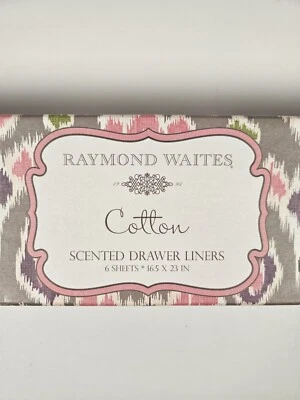 RAYMOND WAITES
Cotton
SCENTED DRAWER LINERS
6 SHEETS * 16.5 X 23 IN